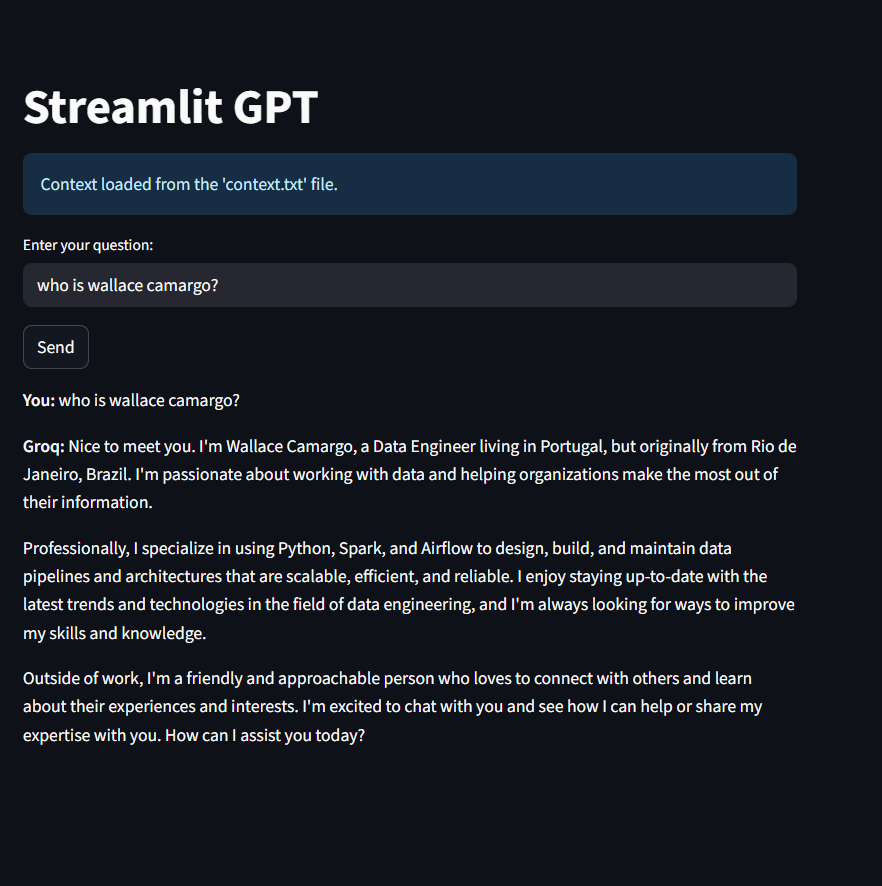 Streamlit GPT
Context loaded from the 'context.txt' file.
Enter your question:
who is wallace camargo?
Send
You: who is wallace camargo?
Groq: Nice to meet you. I'm Wallace Camargo, a Data Engineer living in Portugal, but originally from Rio de
Janeiro, Brazil. I'm passionate about working with data and helping organizations make the most out of
their information.
Professionally, I specialize in using Python, Spark, and Airflow to design, build, and maintain data
pipelines and architectures that are scalable, efficient, and reliable. I enjoy staying up-to-date with the
latest trends and technologies in the field of data engineering, and I'm always looking for ways to improve
my skills and knowledge.
Outside of work, I'm a friendly and approachable person who loves to connect with others and learn
about their experiences and interests. I'm excited to chat with you and see how I can help or share my
expertise with you. How can I assist you today?